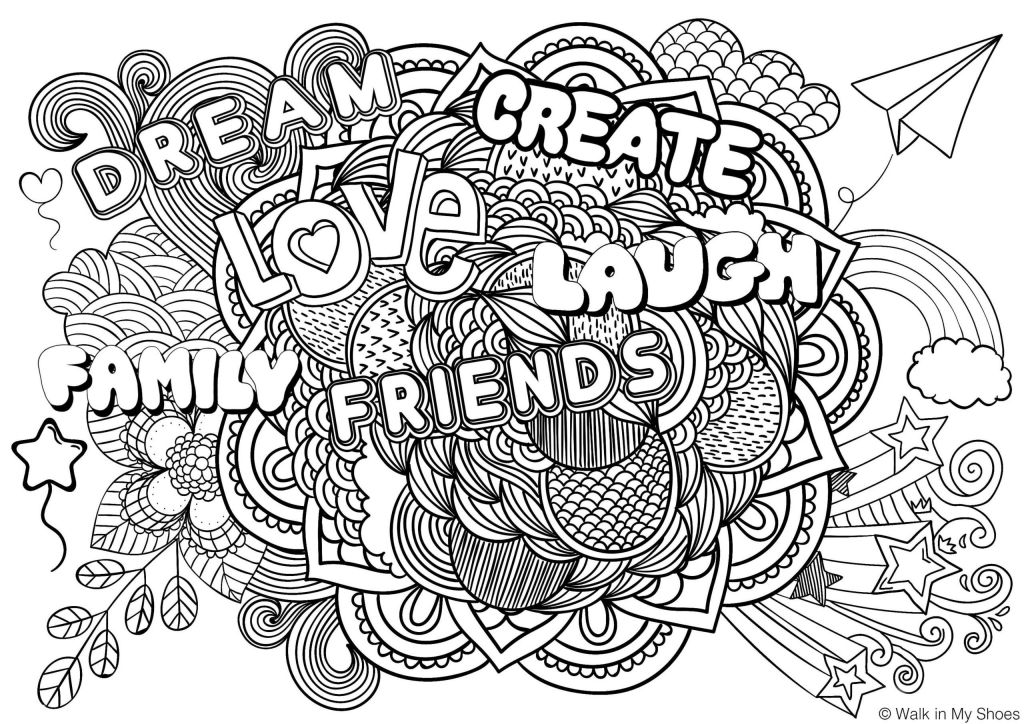 DREAM
CREATE
LOVe
LAUGH
FAMILY
FRIENDS
© Walk in My Shoes